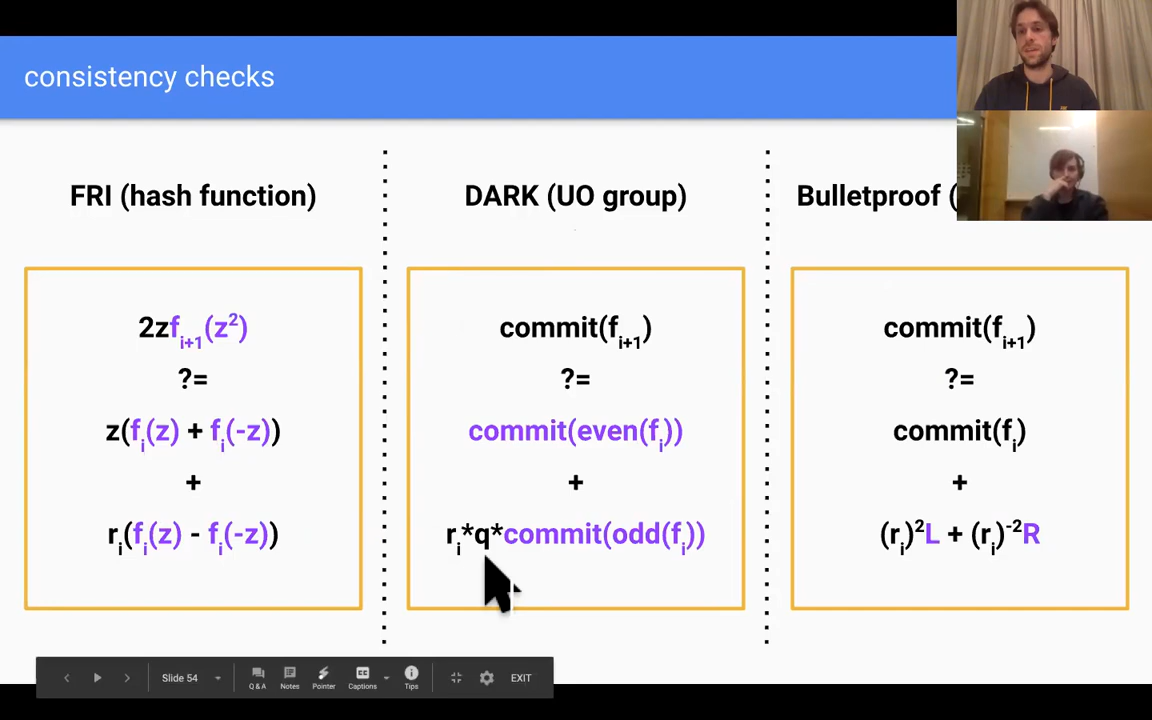 consistency checks
FRI (hash function)
2zf_{i+1}(z²)
?=
z(f_i(z) + f_i(-z))
+
r_i(f_i(z) - f_i(-z))
DARK (UO group)
commit(f_{i+1})
?=
commit(even(f_i))
+
r_i*q*commit(odd(f_i))
Bulletproof (
commit(f_{i+1})
?=
commit(f_i)
+
(r_i)²L + (r_i)⁻²R
Slide 54
Q & A
Notes
Pointer
Captions
Tips
EXIT